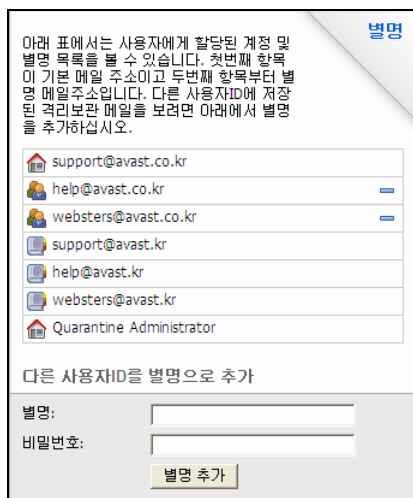 별명
아래 표에서는 사용자에게 할당된 계정 및
별명 목록을 볼 수 있습니다. 첫번째 항목
이 기본 메일 주소이고 두번째 항목부터 별
명 메일주소입니다. 다른 사용자ID에 저장
된 격리보관 메일을 보려면 아래에서 별명
을 추가하십시오.
support@avast.co.kr
help@avast.co.kr
websters@avast.co.kr
support@avast.kr
help@avast.kr
websters@avast.kr
Quarantine Administrator
다른 사용자ID를 별명으로 추가
별명:
비밀번호:
별명 추가